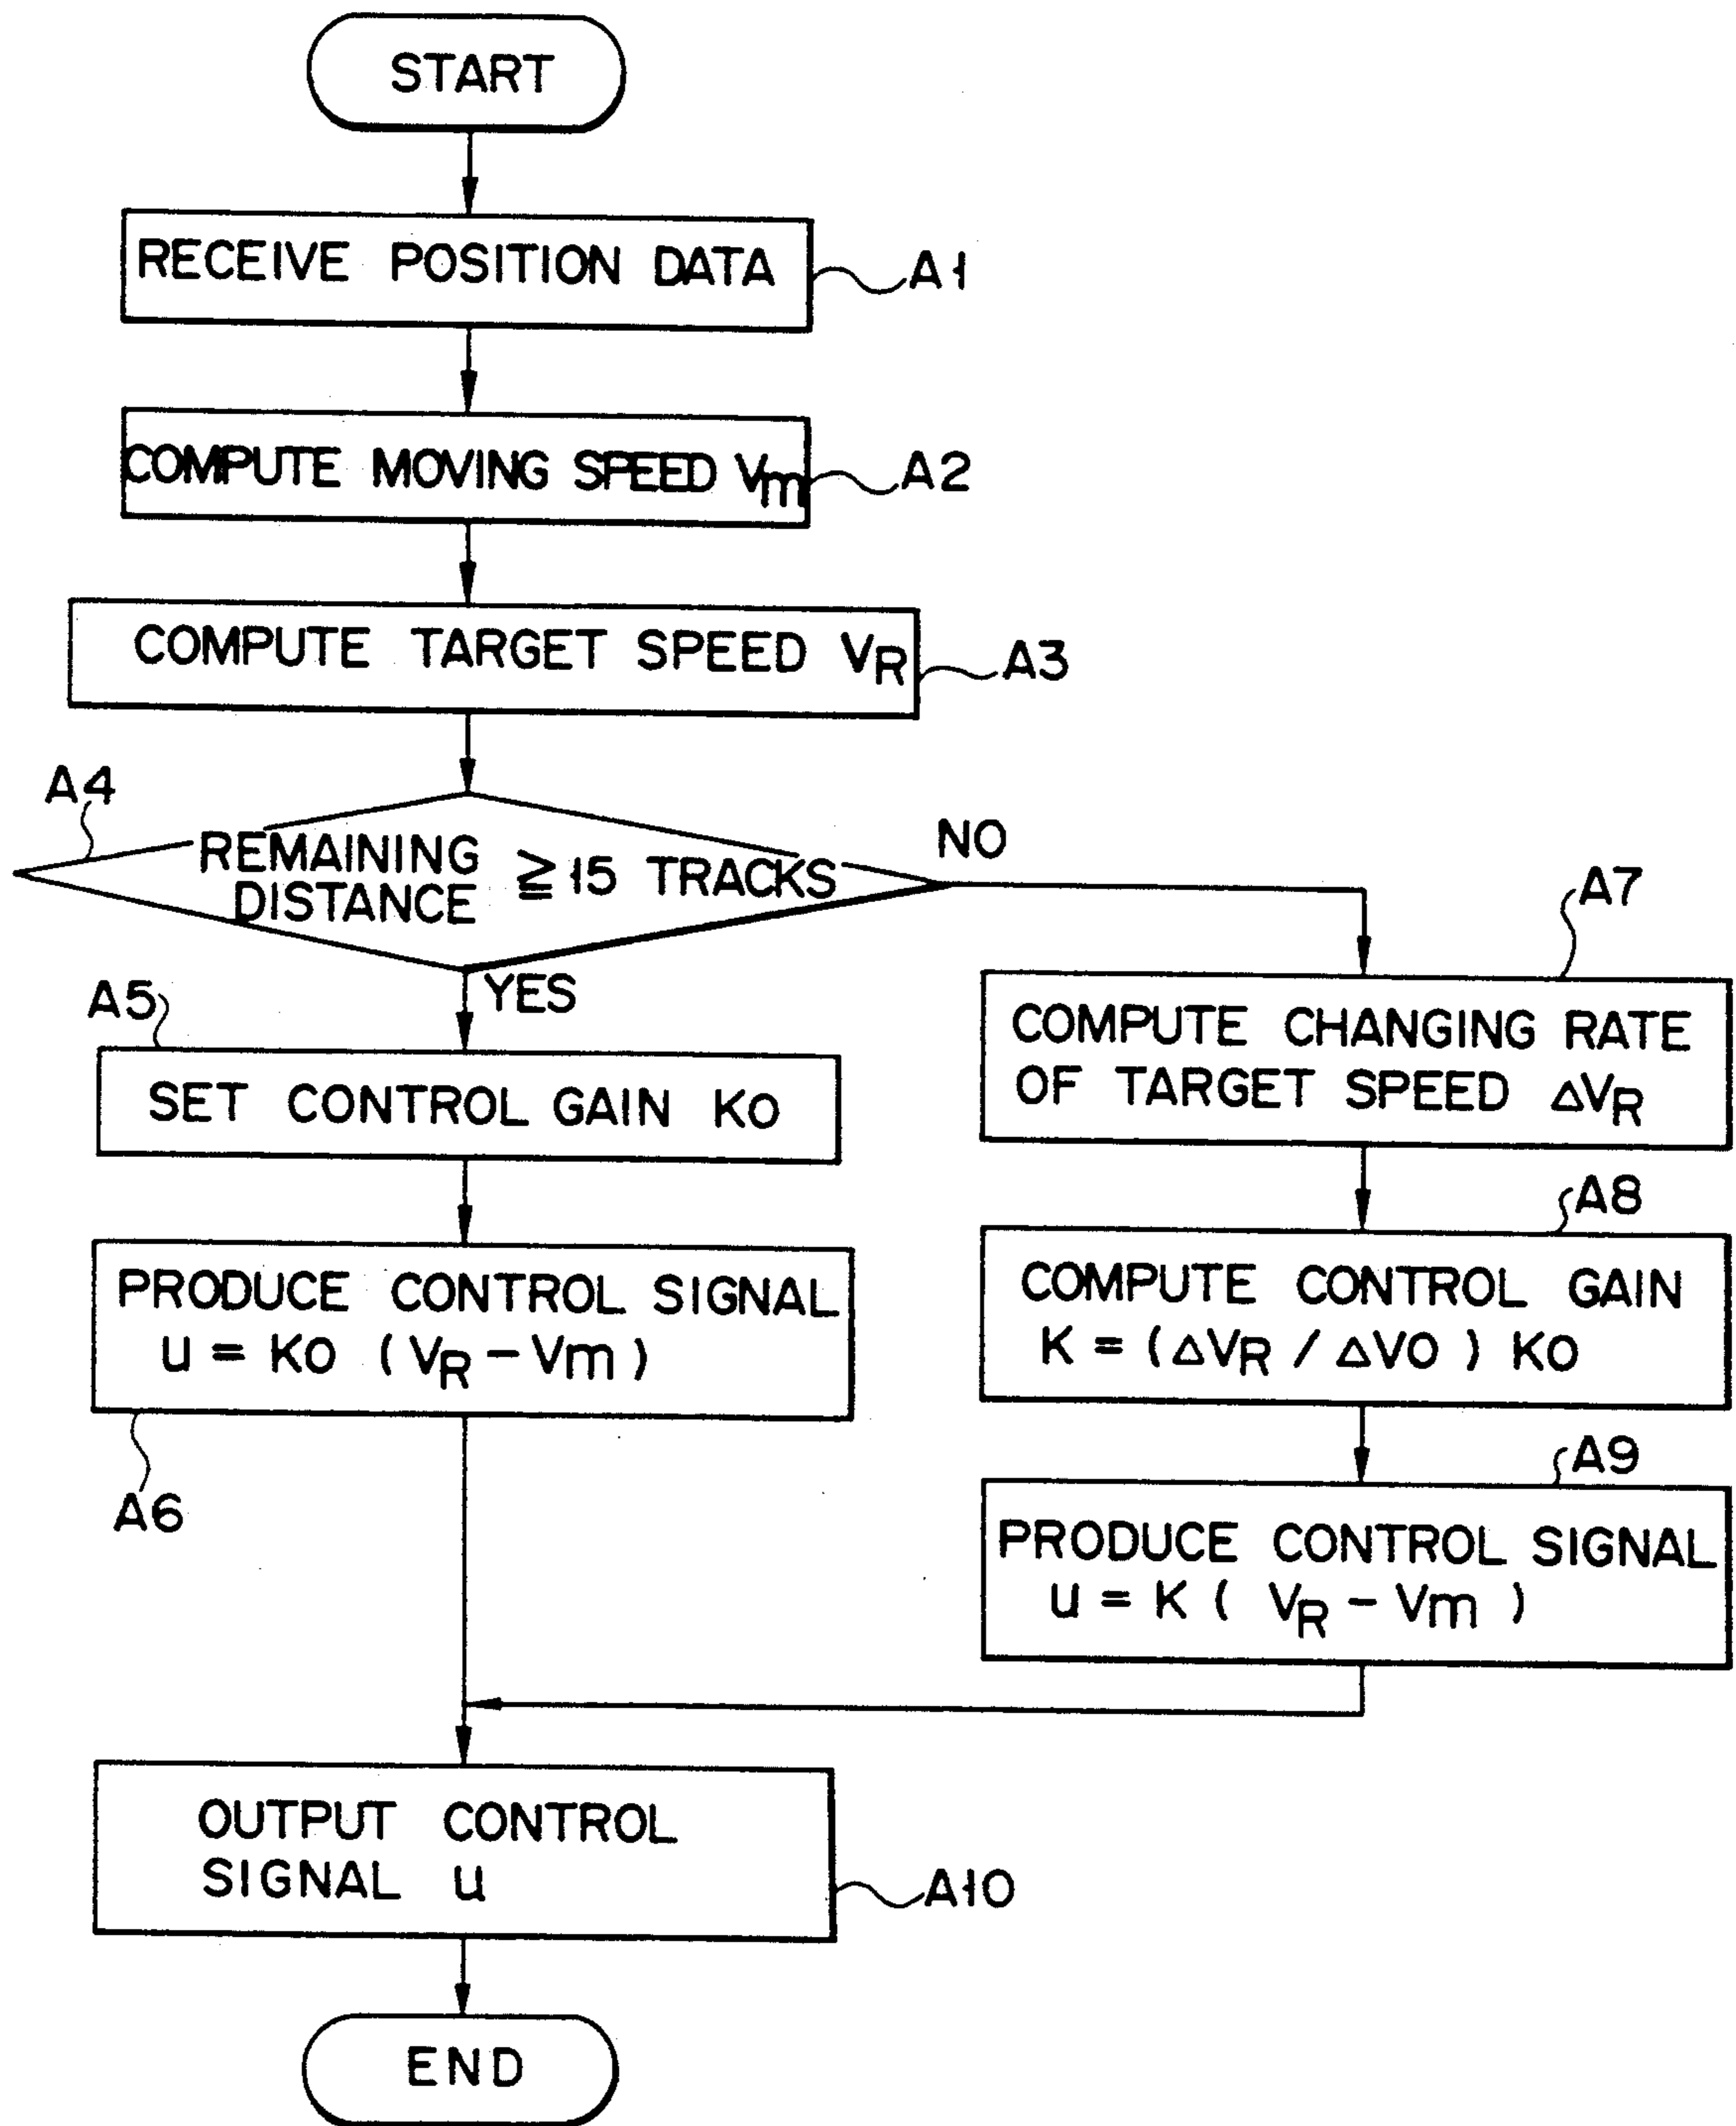 START
RECEIVE POSITION DATA
A1
COMPUTE MOVING SPEED Vm
A2
COMPUTE TARGET SPEED VR
A3
A4
REMAINING
DISTANCE ≧ 15 TRACKS
NO
YES
A5
SET CONTROL GAIN KO
PRODUCE CONTROL SIGNAL
u = KO (VR - Vm)
A6
A7
COMPUTE CHANGING RATE
OF TARGET SPEED ΔVR
A8
COMPUTE CONTROL GAIN
K = (ΔVR / ΔVO) KO
A9
PRODUCE CONTROL SIGNAL
u = K ( VR - Vm )
OUTPUT CONTROL
SIGNAL u
A10
END